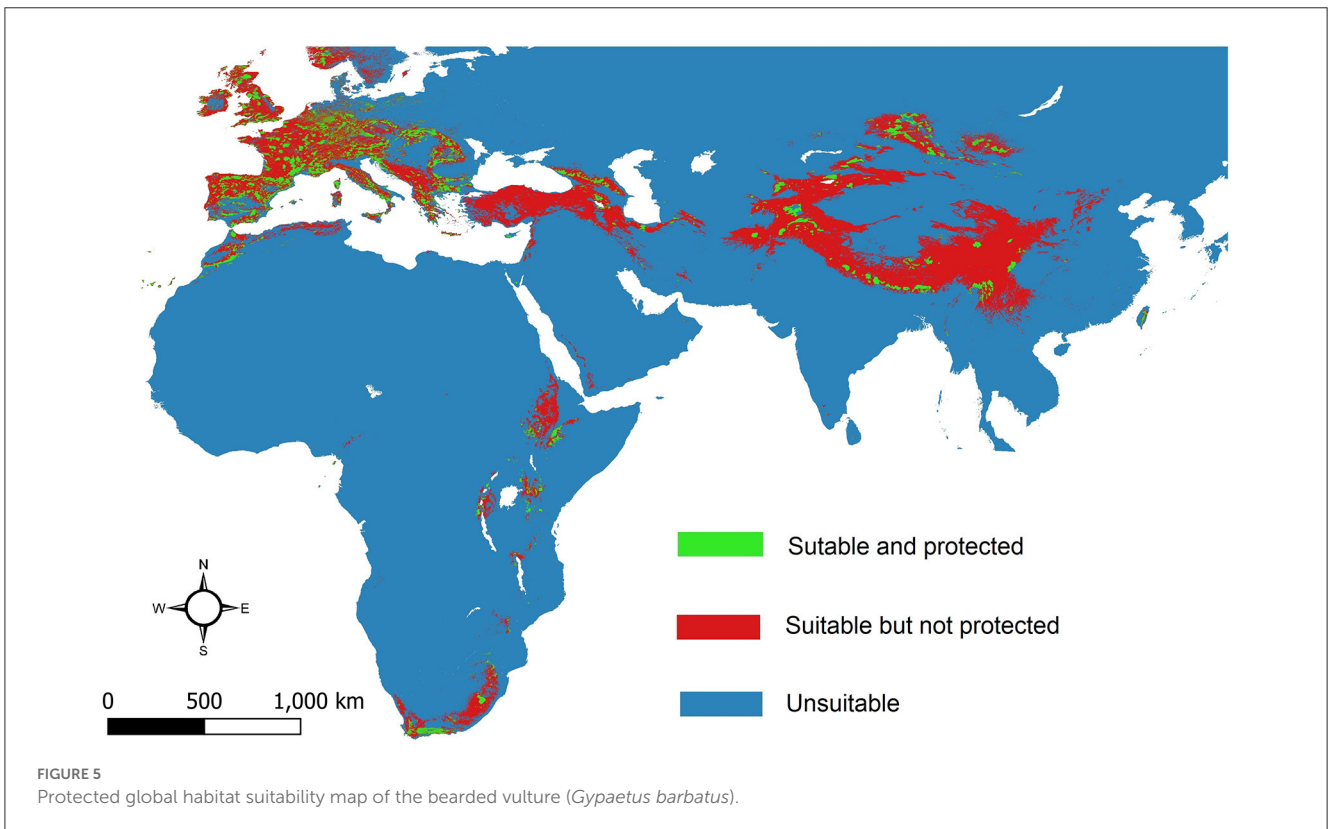 Sutable and protected
Suitable but not protected
Unsuitable
N
W E
S
0 500 1,000 km
FIGURE 5
Protected global habitat suitability map of the bearded vulture (Gypaetus barbatus).